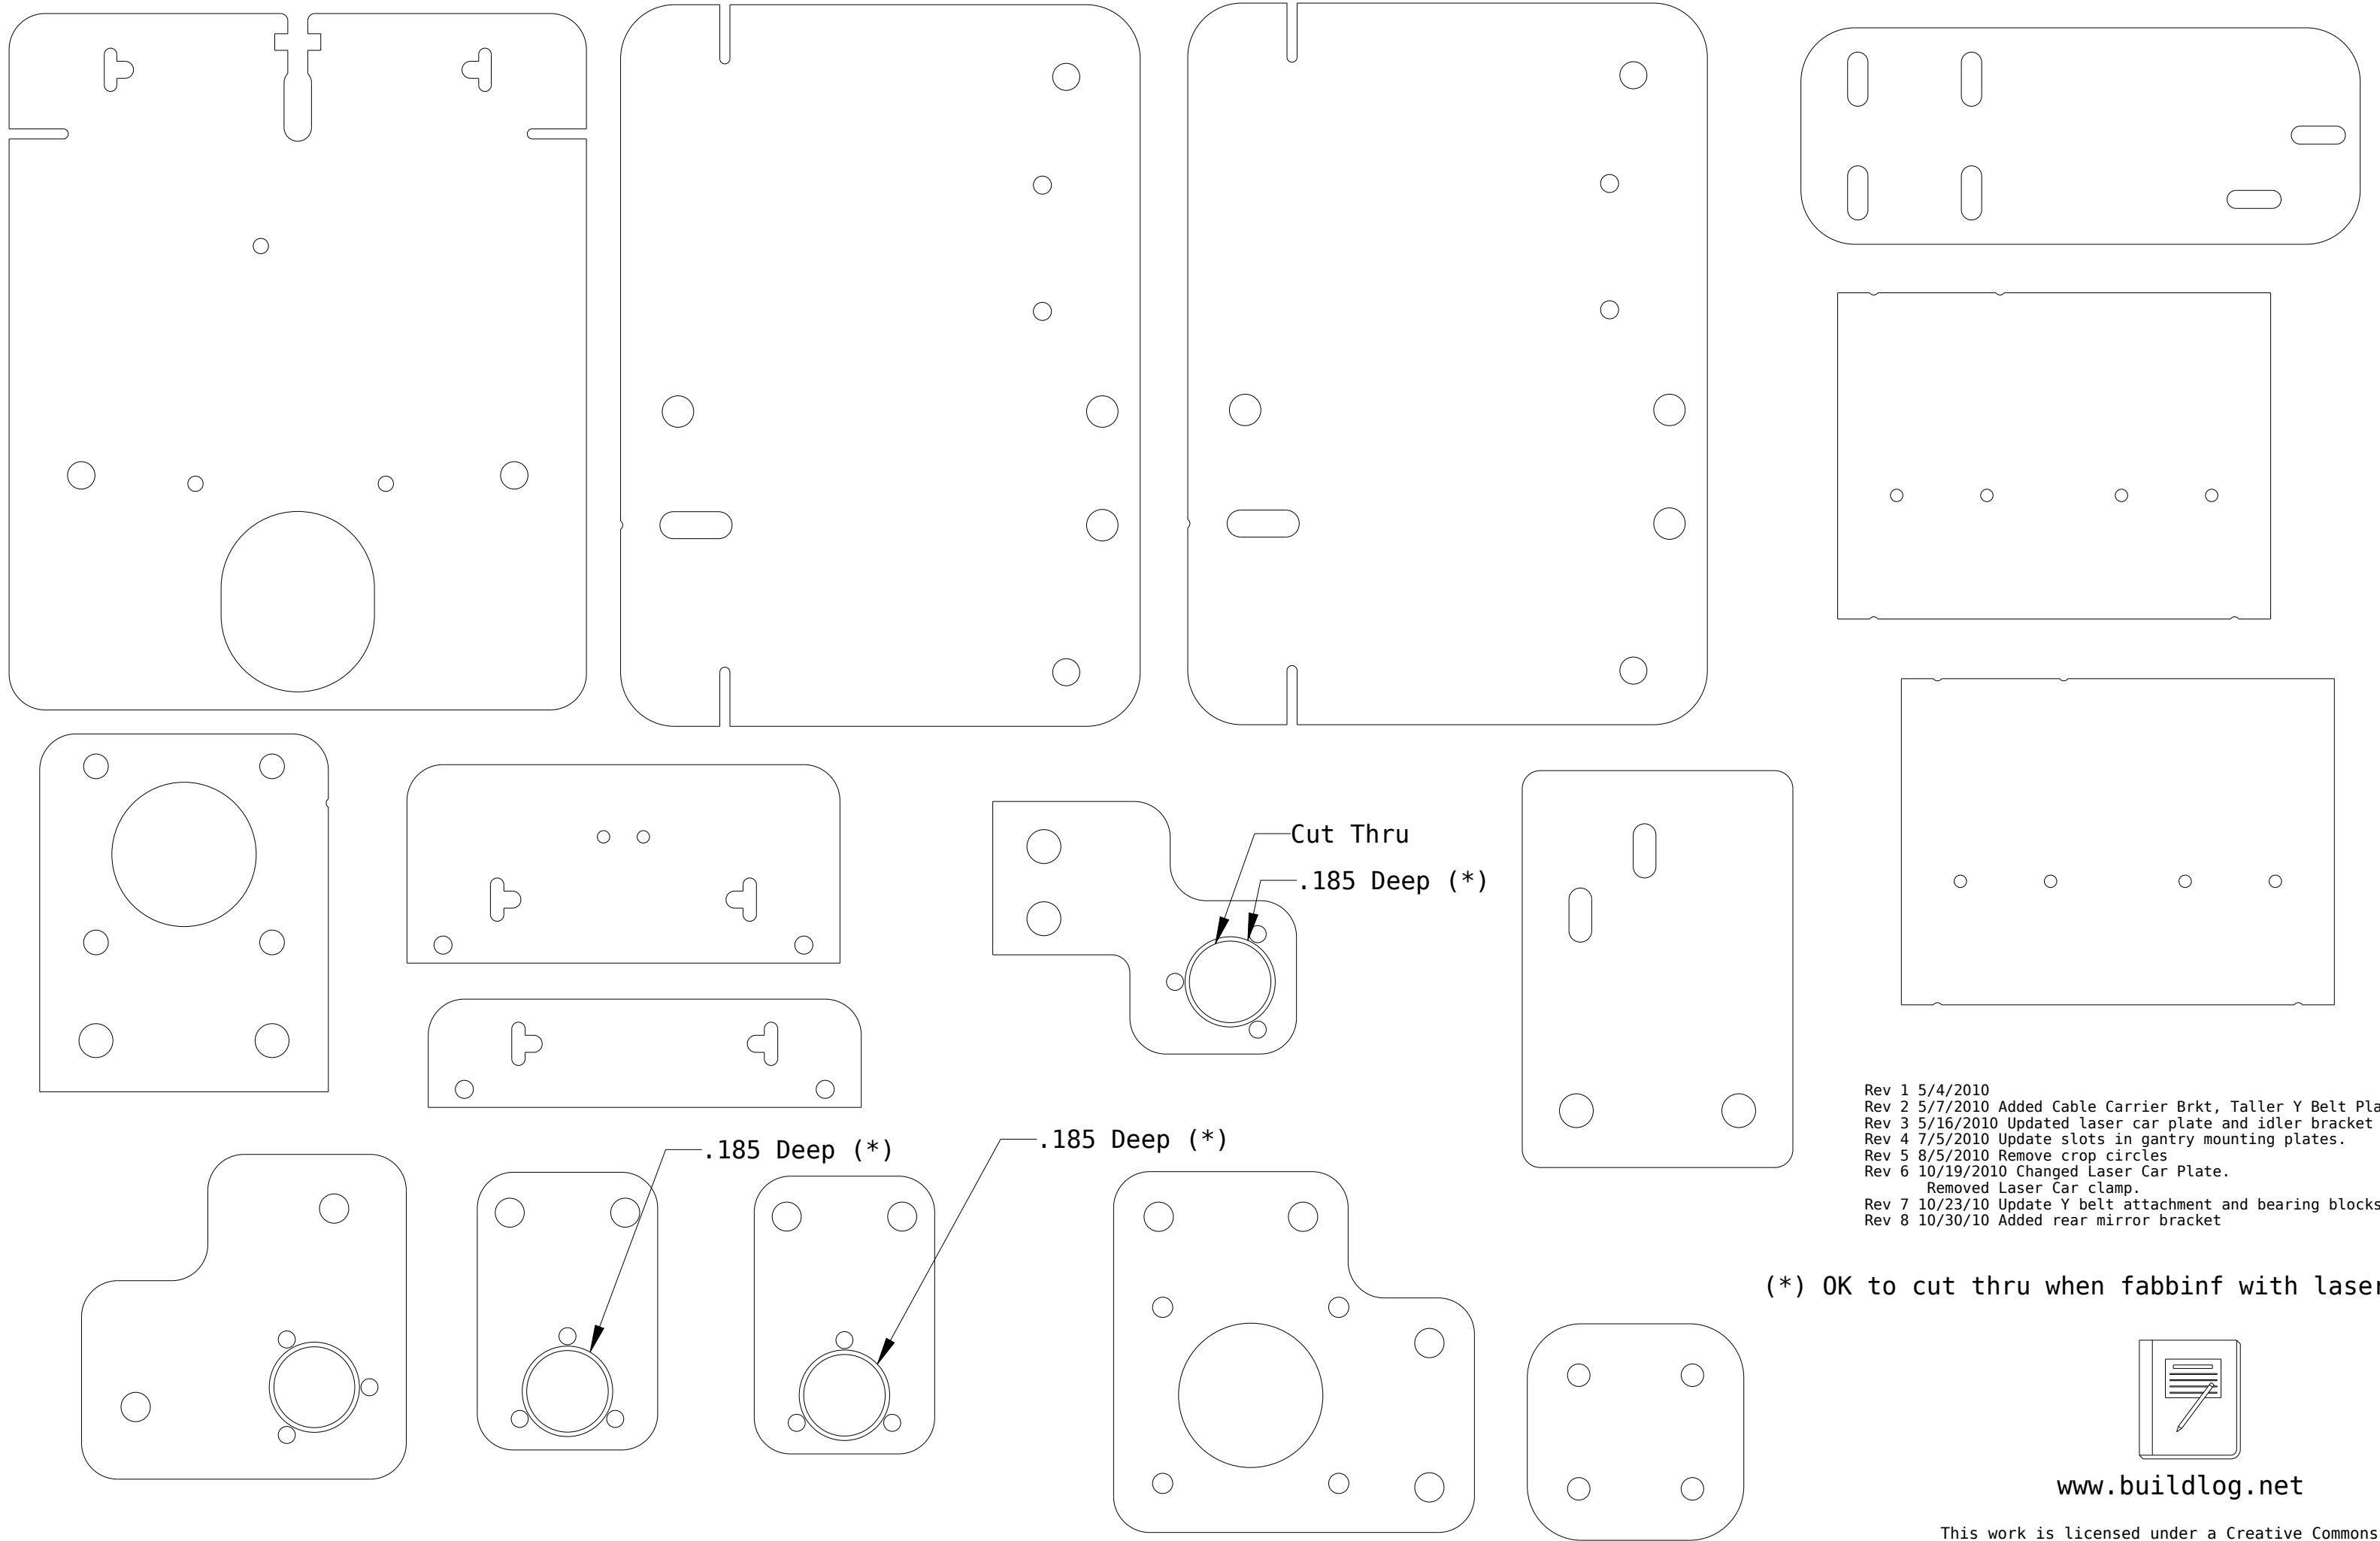 Cut Thru
.185 Deep (*)
.185 Deep (*)
.185 Deep (*)
Rev 1 5/4/2010
Rev 2 5/7/2010 Added Cable Carrier Brkt, Taller Y Belt Pla
Rev 3 5/16/2010 Updated laser car plate and idler bracket
Rev 4 7/5/2010 Update slots in gantry mounting plates.
Rev 5 8/5/2010 Remove crop circles
Rev 6 10/19/2010 Changed Laser Car Plate.
Removed Laser Car clamp.
Rev 7 10/23/10 Update Y belt attachment and bearing blocks
Rev 8 10/30/10 Added rear mirror bracket
(*) OK to cut thru when fabbinf with laser
www.buildlog.net
This work is licensed under a Creative Commons